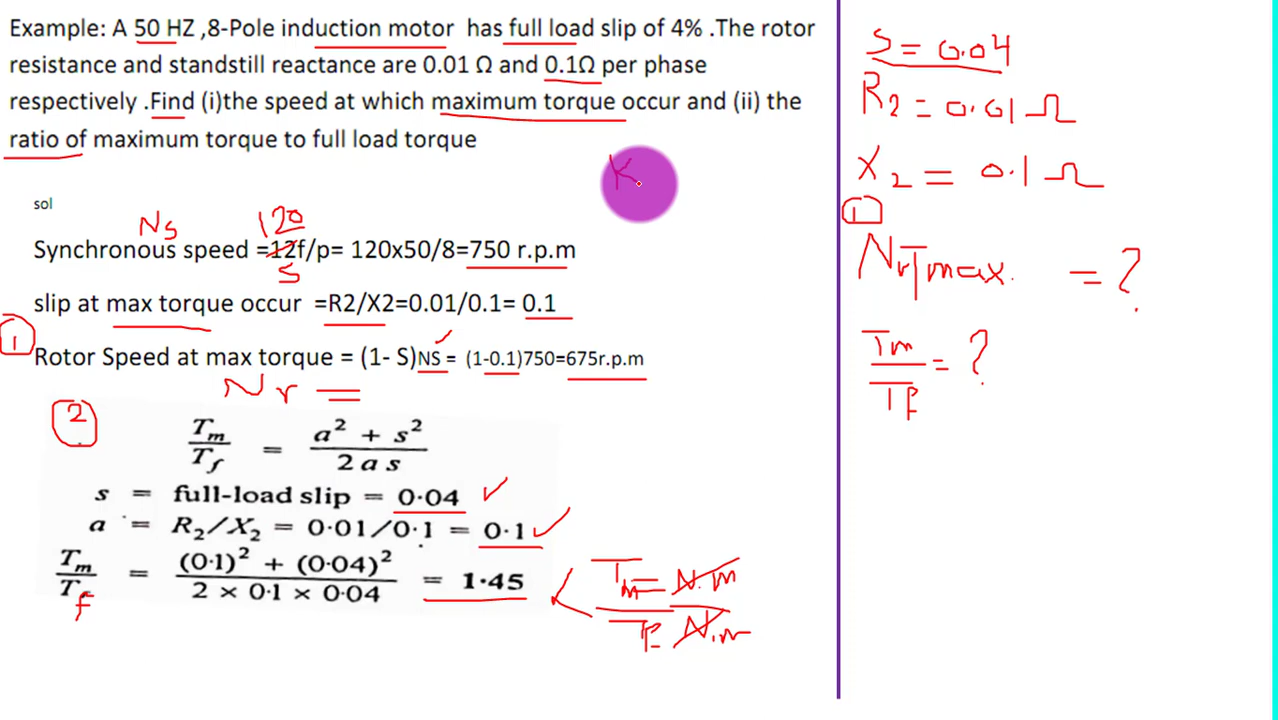 Example: A 50 HZ ,8-Pole induction motor has full load slip of 4% .The rotor
resistance and standstill reactance are 0.01 Ω and 0.1Ω per phase
respectively .Find (i)the speed at which maximum torque occur and (ii) the
ratio of maximum torque to full load torque
K
sol
Ns 120
Synchronous speed =12f/p= 120x50/8=750 r.p.m
S
slip at max torque occur =R2/X2=0.01/0.1= 0.1
1
Rotor Speed at max torque = (1- S)NS = (1-0.1)750=675r.p.m
Nr =
2
Tm/Tf = a² + s² / 2 a s
s = full-load slip = 0·04
a = R₂/X₂ = 0·01/0·1 = 0·1
Tm/Tf = (0·1)² + (0·04)² / 2 × 0·1 × 0·04 = 1·45
Tm = N.m
Tf N.m
S = 0.04
R2 = 0.01 Ω
X2 = 0.1 Ω
1
Nr Tmax. = ?
Tm/Tf = ?